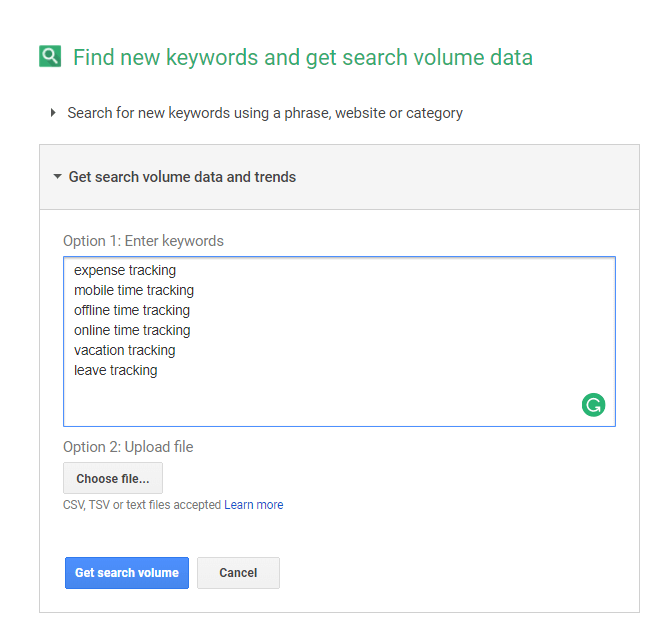 Find new keywords and get search volume data
Search for new keywords using a phrase, website or category
Get search volume data and trends
Option 1: Enter keywords
expense tracking
mobile time tracking
offline time tracking
online time tracking
vacation tracking
leave tracking
Option 2: Upload file
Choose file...
CSV, TSV or text files accepted Learn more
Get search volume Cancel